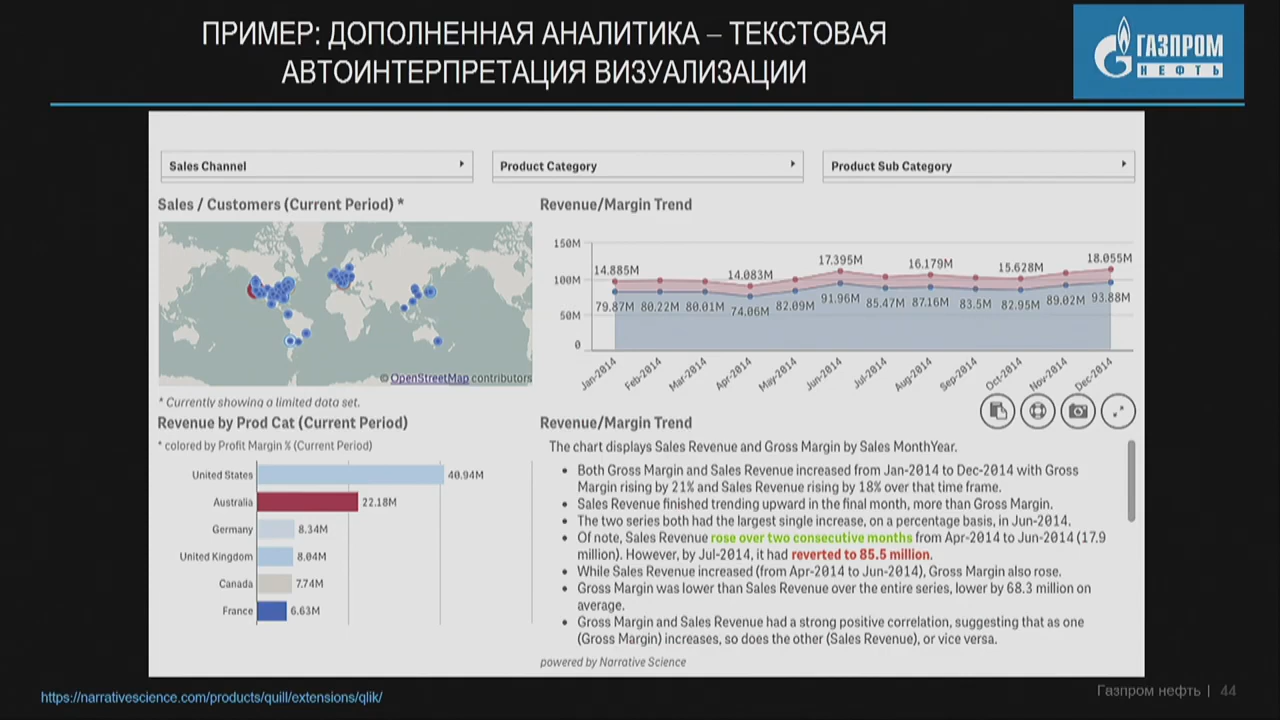 ПРИМЕР: ДОПОЛНЕННАЯ АНАЛИТИКА – ТЕКСТОВАЯ
АВТОИНТЕРПРЕТАЦИЯ ВИЗУАЛИЗАЦИИ
ГАЗПРОМ
НЕФТЬ
Sales Channel
Product Category
Product Sub Category
Sales / Customers (Current Period) *
© OpenStreetMap contributors
* Currently showing a limited data set.
Revenue/Margin Trend
150M
100M
50M
0
14.885M
14.083M
17.395M
16.179M
15.628M
18.055M
79.87M
80.22M
80.01M
74.06M
82.09M
91.96M
85.47M
87.16M
83.5M
82.95M
89.02M
93.88M
Jan-2014
Feb-2014
Mar-2014
Apr-2014
May-2014
Jun-2014
Jul-2014
Aug-2014
Sep-2014
Oct-2014
Nov-2014
Dec-2014
Revenue by Prod Cat (Current Period)
* colored by Profit Margin % (Current Period)
United States 40.94M
Australia 22.18M
Germany 8.34M
United Kingdom 8.04M
Canada 7.74M
France 6.63M
Revenue/Margin Trend
The chart displays Sales Revenue and Gross Margin by Sales MonthYear.
• Both Gross Margin and Sales Revenue increased from Jan-2014 to Dec-2014 with Gross
Margin rising by 21% and Sales Revenue rising by 18% over that time frame.
• Sales Revenue finished trending upward in the final month, more than Gross Margin.
• The two series both had the largest single increase, on a percentage basis, in Jun-2014.
• Of note, Sales Revenue rose over two consecutive months from Apr-2014 to Jun-2014 (17.9
million). However, by Jul-2014, it had reverted to 85.5 million.
• While Sales Revenue increased (from Apr-2014 to Jun-2014), Gross Margin also rose.
• Gross Margin was lower than Sales Revenue over the entire series, lower by 68.3 million on
average.
• Gross Margin and Sales Revenue had a strong positive correlation, suggesting that as one
(Gross Margin) increases, so does the other (Sales Revenue), or vice versa.
powered by Narrative Science
https://narrativescience.com/products/quill/extensions/qlik/
Газпром нефть | 44